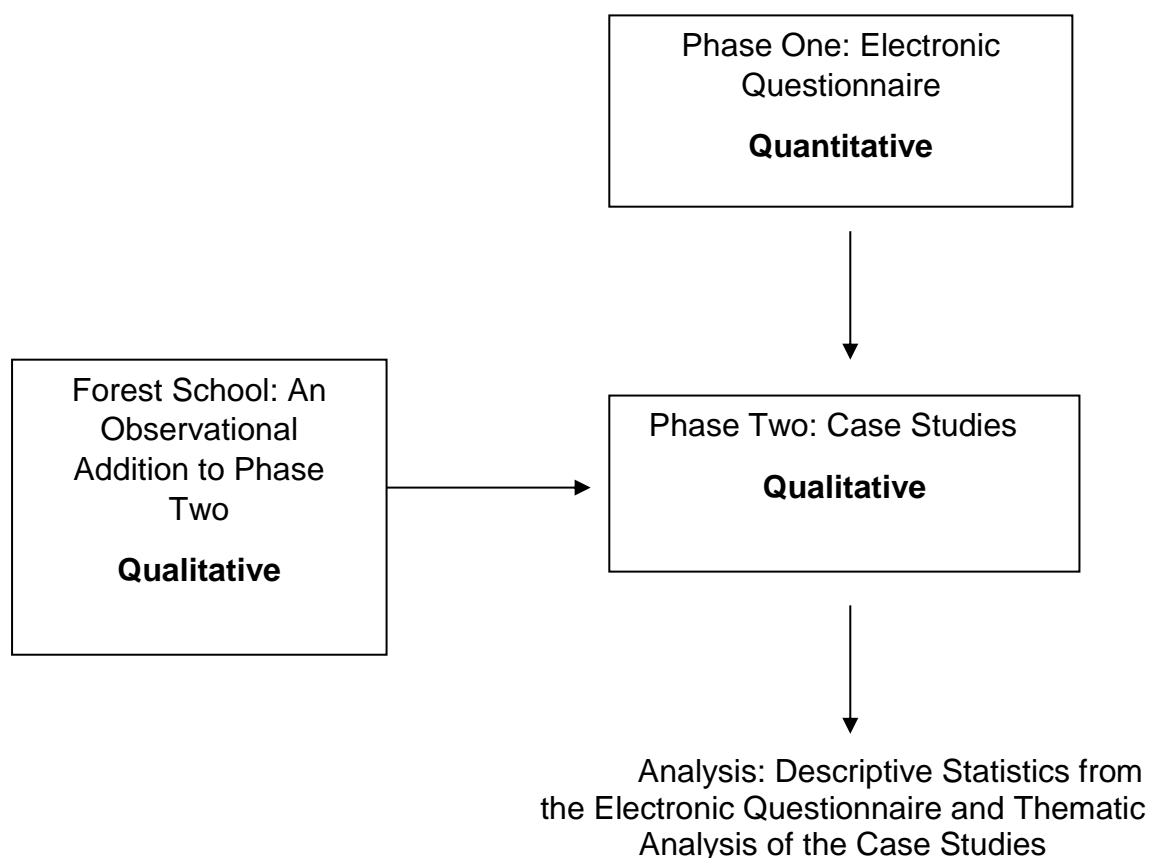 Phase One: Electronic
Questionnaire
Quantitative
Forest School: An
Observational
Addition to Phase
Two
Qualitative
Phase Two: Case Studies
Qualitative
Analysis: Descriptive Statistics from
the Electronic Questionnaire and Thematic
Analysis of the Case Studies